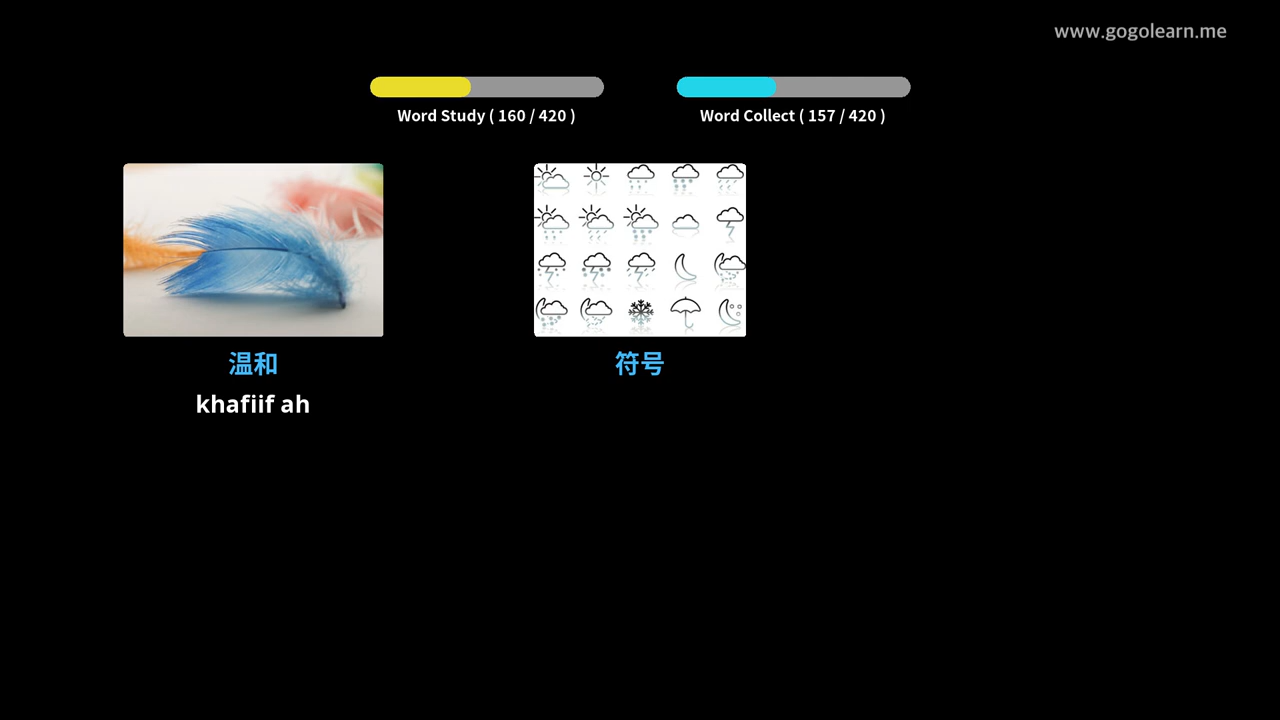 www.gogolearn.me
Word Study ( 160 / 420 )
Word Collect ( 157 / 420 )
温和
khafiif ah
符号